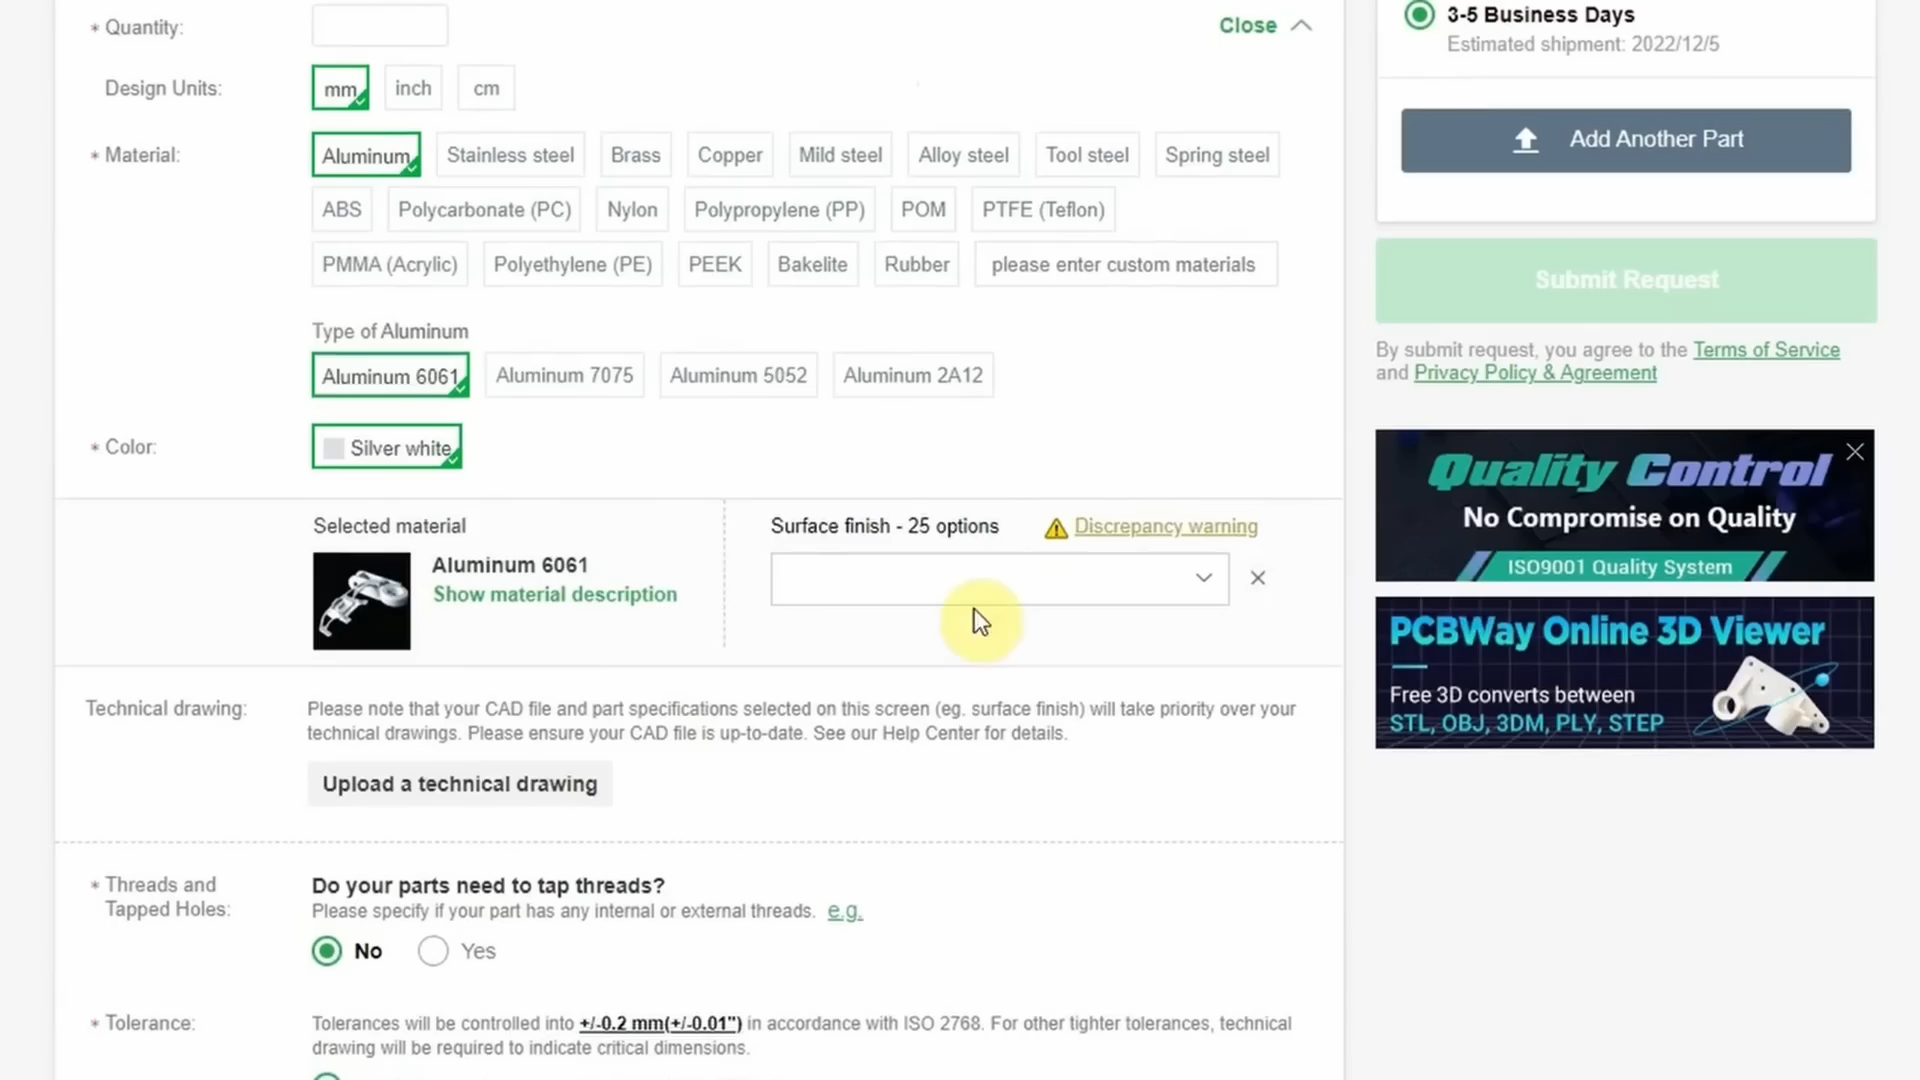 * Quantity:
Close
Design Units:
mm
inch
cm
* Material:
Aluminum
Stainless steel
Brass
Copper
Mild steel
Alloy steel
Tool steel
Spring steel
ABS
Polycarbonate (PC)
Nylon
Polypropylene (PP)
POM
PTFE (Teflon)
PMMA (Acrylic)
Polyethylene (PE)
PEEK
Bakelite
Rubber
please enter custom materials
Type of Aluminum
Aluminum 6061
Aluminum 7075
Aluminum 5052
Aluminum 2A12
* Color:
Silver white
Selected material
Aluminum 6061
Show material description
Surface finish - 25 options
Discrepancy warning
Technical drawing:
Please note that your CAD file and part specifications selected on this screen (eg. surface finish) will take priority over your
technical drawings. Please ensure your CAD file is up-to-date. See our Help Center for details.
Upload a technical drawing
* Threads and
Tapped Holes:
Do your parts need to tap threads?
Please specify if your part has any internal or external threads. e.g.
No
Yes
* Tolerance:
Tolerances will be controlled into +/-0.2 mm(+/-0.01") in accordance with ISO 2768. For other tighter tolerances, technical
drawing will be required to indicate critical dimensions.
3-5 Business Days
Estimated shipment: 2022/12/5
Add Another Part
Submit Request
By submit request, you agree to the Terms of Service
and Privacy Policy & Agreement
Quality Control
No Compromise on Quality
ISO9001 Quality System
PCBWay Online 3D Viewer
Free 3D converts between
STL, OBJ, 3DM, PLY, STEP